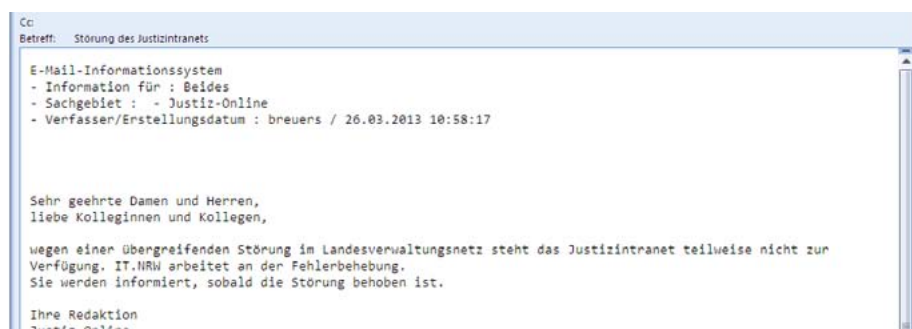 Cc:
Betreff: Störung des Justizintranets
E-Mail-Informationssystem
- Information für : Beides
- Sachgebiet :  - Justiz-Online
- Verfasser/Erstellungsdatum : breuers / 26.03.2013 10:58:17
Sehr geehrte Damen und Herren,
liebe Kolleginnen und Kollegen,
wegen einer übergreifenden Störung im Landesverwaltungsnetz steht das Justizintranet teilweise nicht zur
Verfügung. IT.NRW arbeitet an der Fehlerbehebung.
Sie werden informiert, sobald die Störung behoben ist.
Ihre Redaktion
Justiz-Online